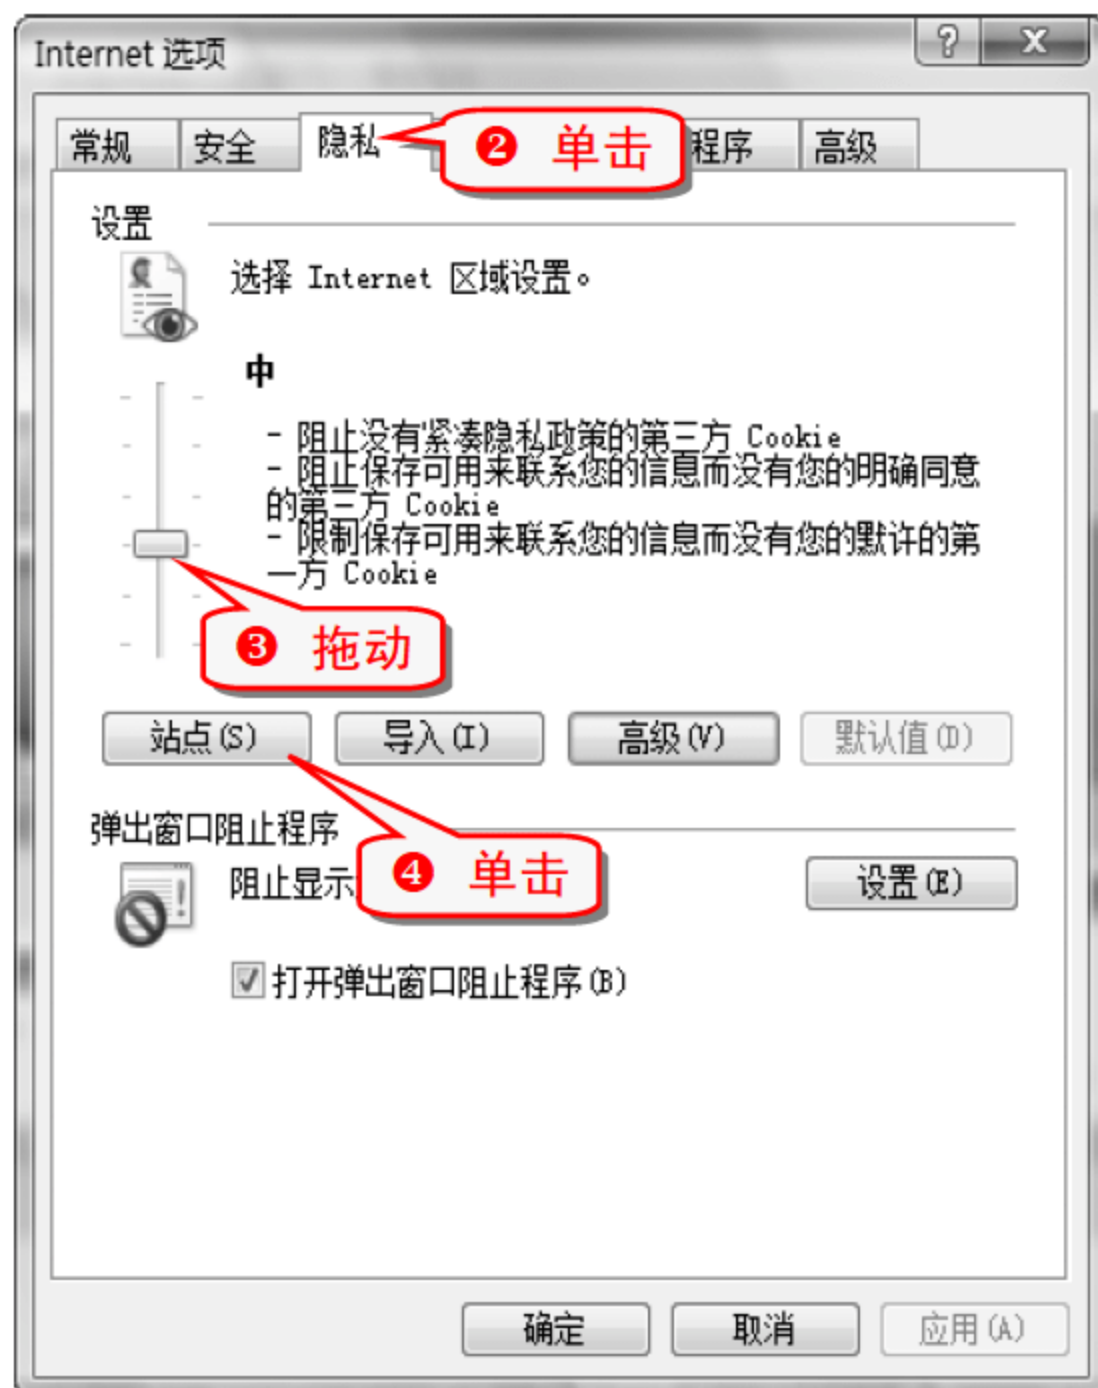 Internet 选项
常规 安全 隐私 ❷ 单击 程序 高级
设置
选择 Internet 区域设置。
中
- 阻止没有紧凑隐私政策的第三方 Cookie
- 阻止保存可用来联系您的信息而没有您的明确同意
的第三方 Cookie
- 限制保存可用来联系您的信息而没有您的默许的第
一方 Cookie
❸ 拖动
站点(S) 导入(I) 高级(V) 默认值(D)
弹出窗口阻止程序
阻止显示 ❹ 单击 设置(E)
打开弹出窗口阻止程序(B)
确定 取消 应用(A)